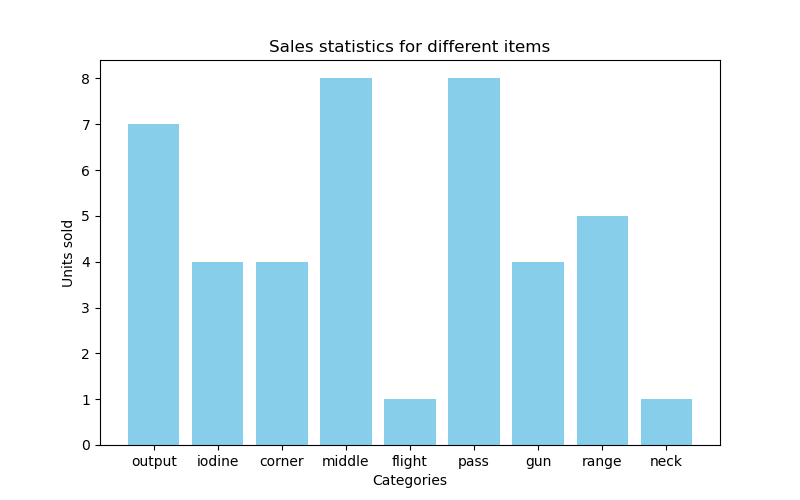 Sales statistics for different items
Units sold
8
7
6
5
4
3
2
1
0
output iodine corner middle flight pass gun range neck
Categories